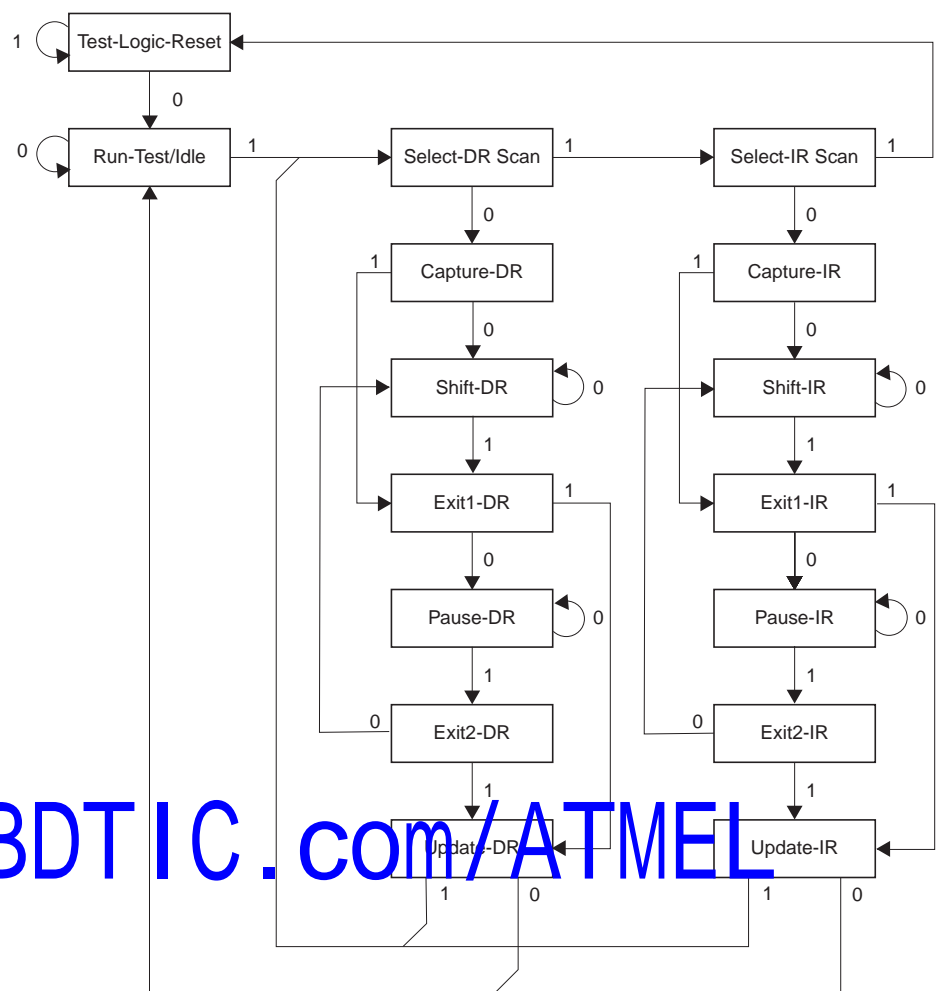 1
Test-Logic-Reset
0
0
Run-Test/Idle
1
Select-DR Scan
1
Select-IR Scan
1
0
0
1
Capture-DR
1
Capture-IR
0
0
Shift-DR
0
Shift-IR
0
1
1
Exit1-DR
1
Exit1-IR
1
0
0
Pause-DR
0
Pause-IR
0
1
1
0
Exit2-DR
0
Exit2-IR
1
1
BDTIC.com/ATMEL
Update-DR
Update-IR
1
0
1
0